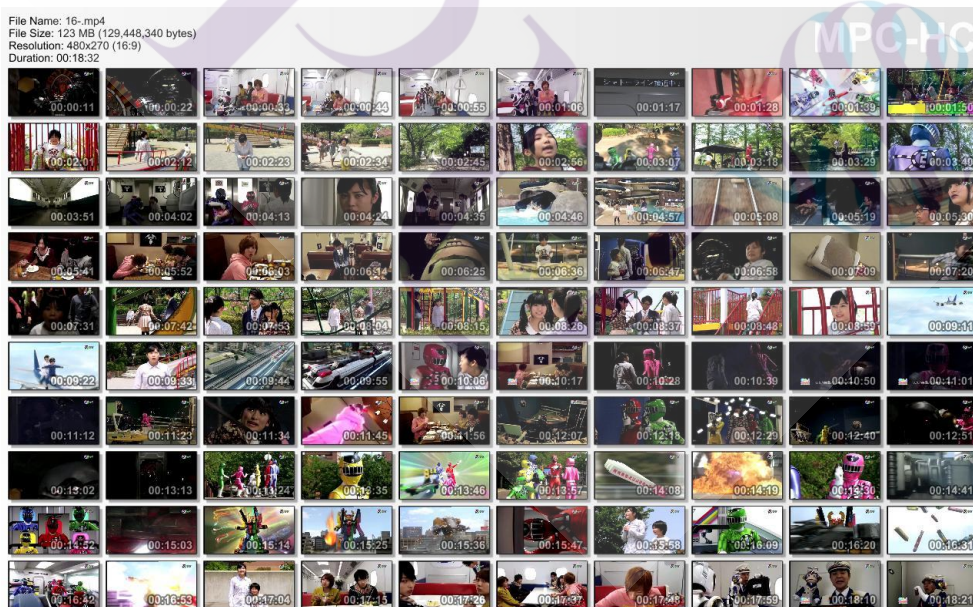 File Name: 16-.mp4
File Size: 123 MB (129,448,340 bytes)
Resolution: 480x270 (16:9)
Duration: 00:18:32
MPC-HC
00:00:11 00:00:22 00:00:33 00:00:44 00:00:55 00:01:06 00:01:17 00:01:28 00:01:39 00:01:50
00:02:01 00:02:12 00:02:23 00:02:34 00:02:45 00:02:56 00:03:07 00:03:18 00:03:29 00:03:40
00:03:51 00:04:02 00:04:13 00:04:24 00:04:35 00:04:46 00:04:57 00:05:08 00:05:19 00:05:30
00:05:41 00:05:52 00:06:03 00:06:14 00:06:25 00:06:36 00:06:47 00:06:58 00:07:09 00:07:20
00:07:31 00:07:42 00:07:53 00:08:04 00:08:15 00:08:26 00:08:37 00:08:48 00:08:59 00:09:11
00:09:22 00:09:33 00:09:44 00:09:55 00:10:06 00:10:17 00:10:28 00:10:39 00:10:50 00:11:01
00:11:12 00:11:23 00:11:34 00:11:45 00:11:56 00:12:07 00:12:18 00:12:29 00:12:40 00:12:51
00:13:02 00:13:13 00:13:24 00:13:35 00:13:46 00:13:57 00:14:08 00:14:19 00:14:30 00:14:41
00:14:52 00:15:03 00:15:14 00:15:25 00:15:36 00:15:47 00:15:58 00:16:09 00:16:20 00:16:31
00:16:42 00:16:53 00:17:04 00:17:15 00:17:26 00:17:37 00:17:48 00:17:59 00:18:10 00:18:21